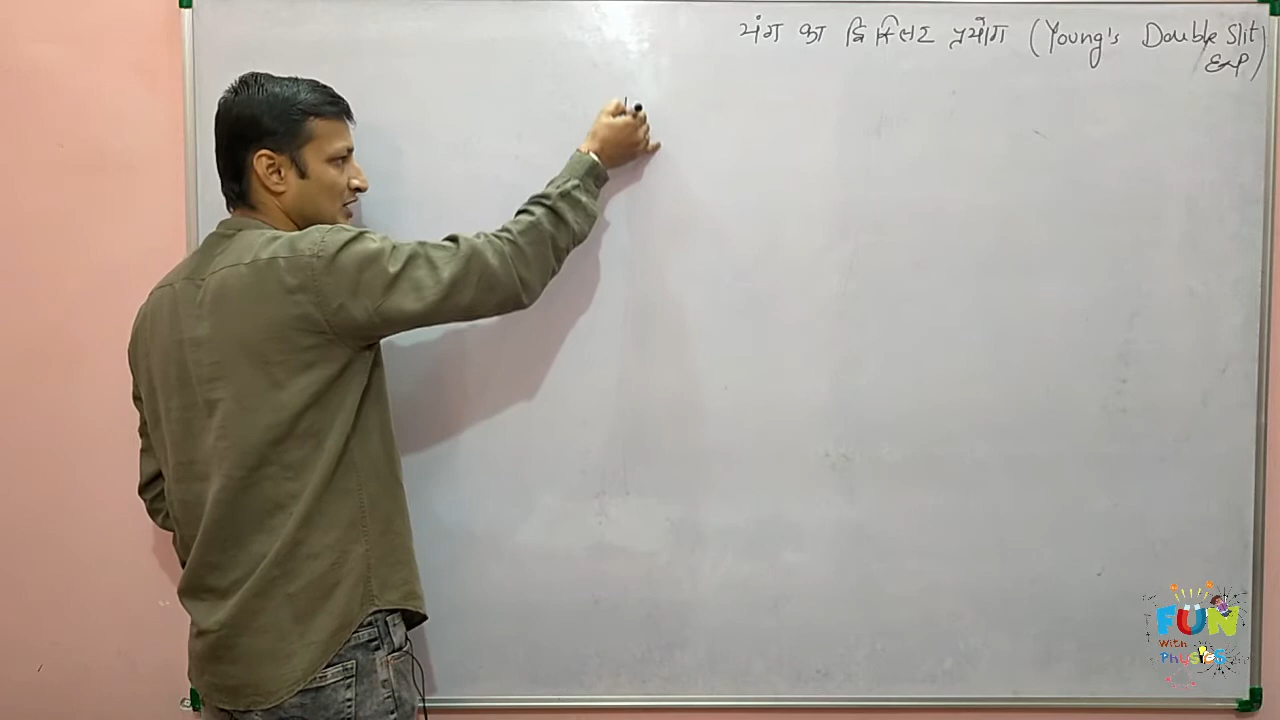 यंग का द्वि स्लिट प्रयोग (Young's Double Slit
Exp)
FUN
With
Physics